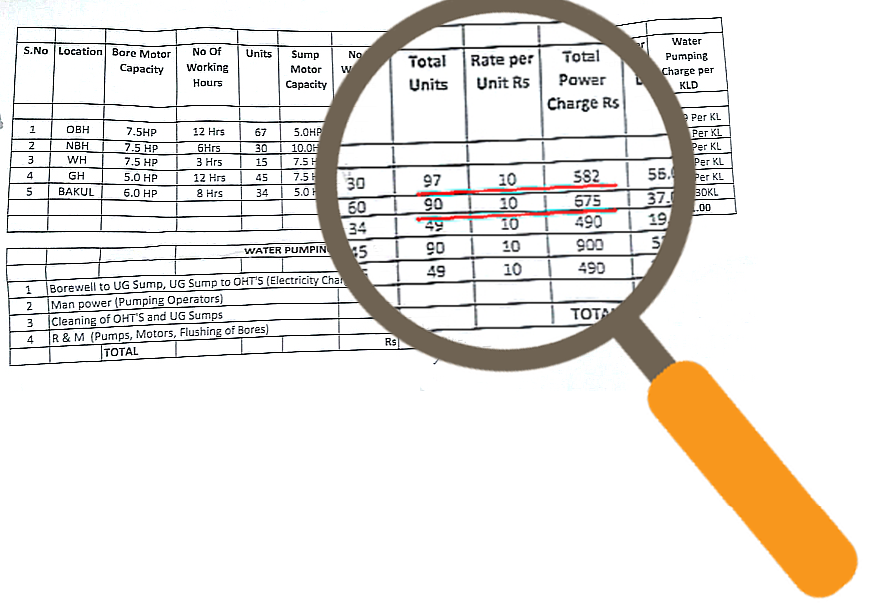 S.No Location Bore Motor Capacity No Of Working Hours Units Sump Motor Capacity No Total Units Rate per Unit Rs Total Power Charge Rs Water Pumping Charge per KLD
Per KL
1 OBH 7.5HP 12 Hrs 67 5.0HP 30 97 10 582 56. Per KL
2 NBH 7.5 HP 6Hrs 30 10.0H 60 90 10 675 37. Per KL
3 WH 7.5 HP 3 Hrs 15 7.5 34 49 10 490 19 Per KL
4 GH 5.0 HP 12 Hrs 45 7.5 45 90 10 900 Per KL
5 BAKUL 6.0 HP 8 Hrs 34 5.0 49 10 490 30KL
TOTA .00
WATER PUMPIN
1 Borewell to UG Sump, UG Sump to OHT'S (Electricity Char
2 Man power (Pumping Operators)
3 Cleaning of OHT'S and UG Sumps
4 R & M (Pumps, Motors, Flushing of Bores)
TOTAL Rs